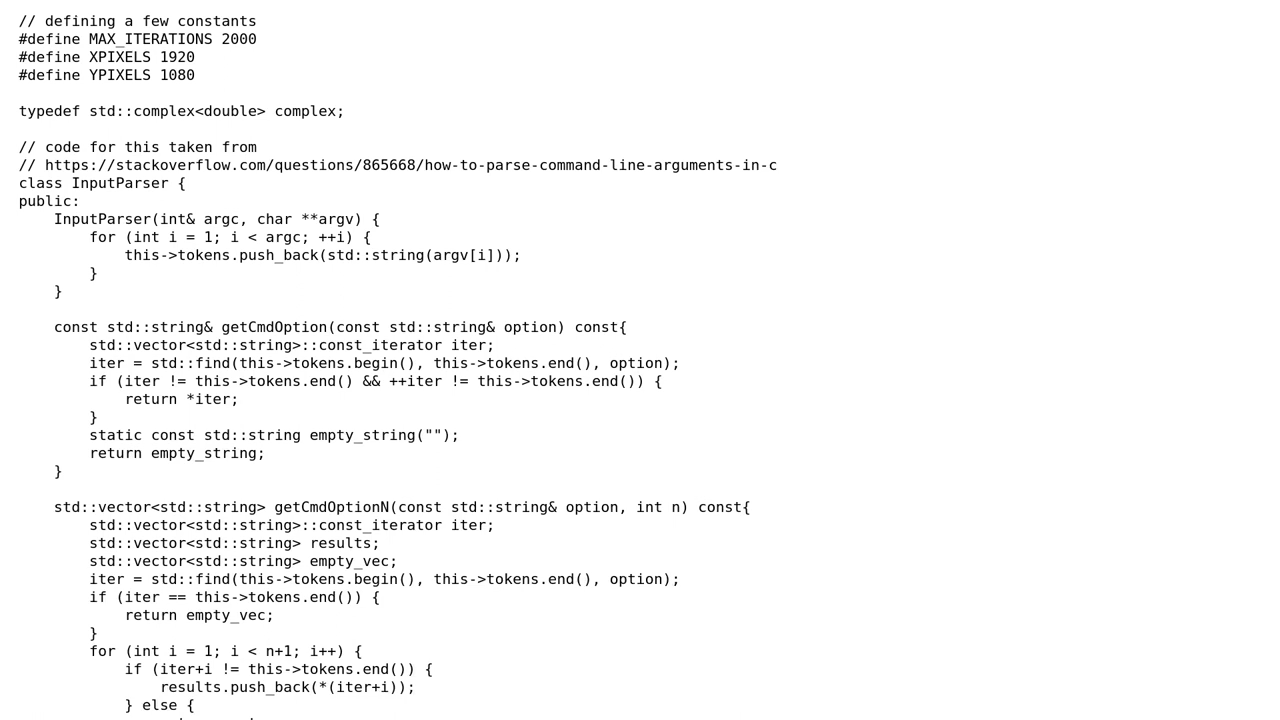 // defining a few constants
#define MAX_ITERATIONS 2000
#define XPIXELS 1920
#define YPIXELS 1080

typedef std::complex<double> complex;

// code for this taken from
// https://stackoverflow.com/questions/865668/how-to-parse-command-line-arguments-in-c
class InputParser {
public:
    InputParser(int& argc, char **argv) {
        for (int i = 1; i < argc; ++i) {
            this->tokens.push_back(std::string(argv[i]));
        }
    }

    const std::string& getCmdOption(const std::string& option) const{
        std::vector<std::string>::const_iterator iter;
        iter = std::find(this->tokens.begin(), this->tokens.end(), option);
        if (iter != this->tokens.end() && ++iter != this->tokens.end()) {
            return *iter;
        }
        static const std::string empty_string("");
        return empty_string;
    }

    std::vector<std::string> getCmdOptionN(const std::string& option, int n) const{
        std::vector<std::string>::const_iterator iter;
        std::vector<std::string> results;
        std::vector<std::string> empty_vec;
        iter = std::find(this->tokens.begin(), this->tokens.end(), option);
        if (iter == this->tokens.end()) {
            return empty_vec;
        }
        for (int i = 1; i < n+1; i++) {
            if (iter+i != this->tokens.end()) {
                results.push_back(*(iter+i));
            } else {